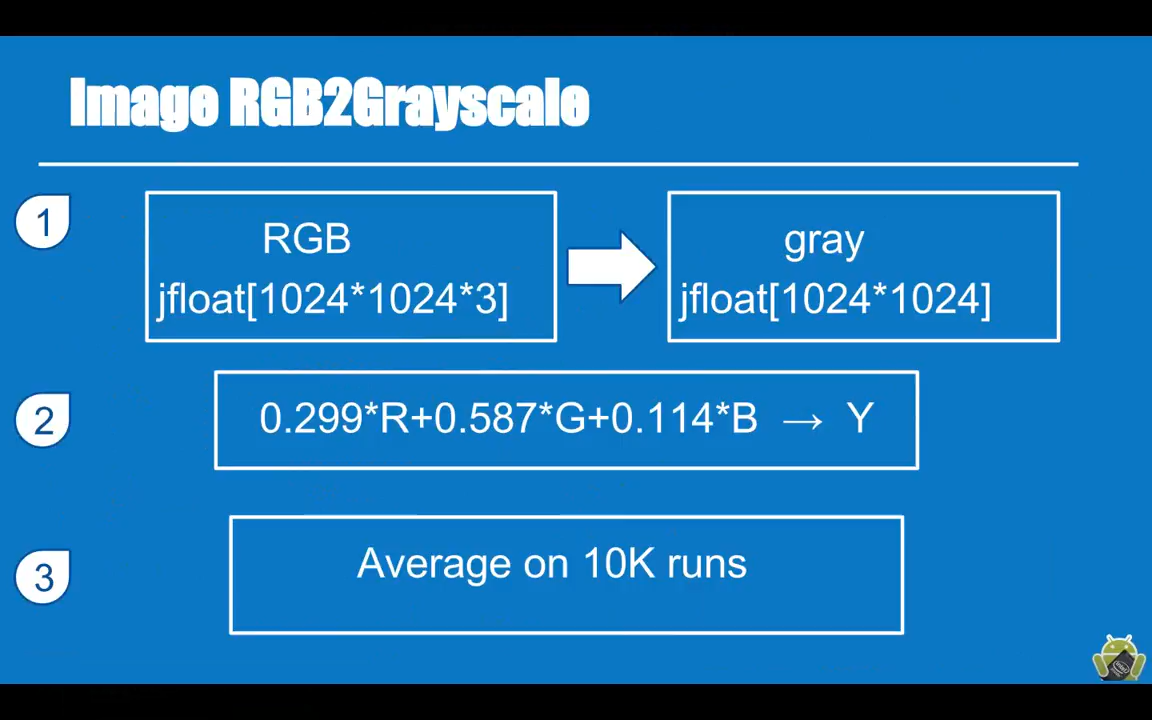 Image RGB2Grayscale
1
RGB
jfloat[1024*1024*3]
gray
jfloat[1024*1024]
2
0.299*R+0.587*G+0.114*B → Y
3
Average on 10K runs